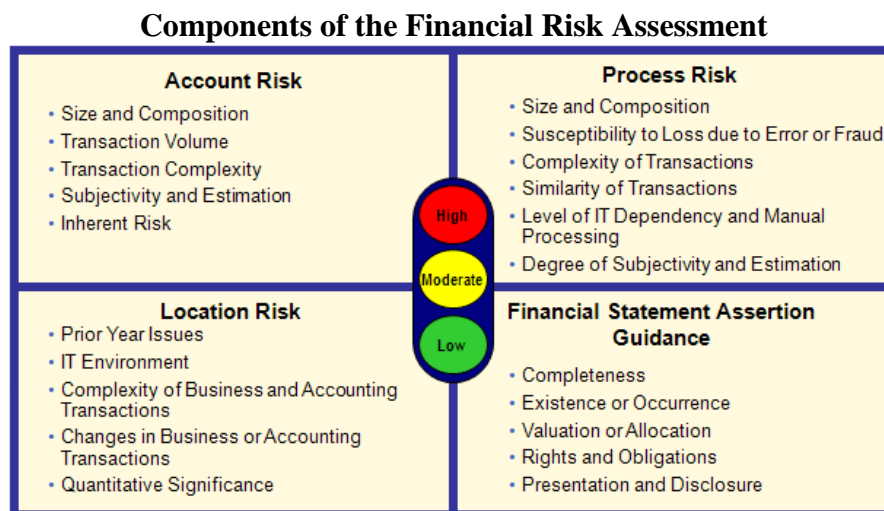 Components of the Financial Risk Assessment
Account Risk
• Size and Composition
• Transaction Volume
• Transaction Complexity
• Subjectivity and Estimation
• Inherent Risk
Process Risk
• Size and Composition
• Susceptibility to Loss due to Error or Fraud
• Complexity of Transactions
• Similarity of Transactions
• Level of IT Dependency and Manual
Processing
• Degree of Subjectivity and Estimation
High
Moderate
Low
Location Risk
• Prior Year Issues
• IT Environment
• Complexity of Business and Accounting
Transactions
• Changes in Business or Accounting
Transactions
• Quantitative Significance
Financial Statement Assertion
Guidance
• Completeness
• Existence or Occurrence
• Valuation or Allocation
• Rights and Obligations
• Presentation and Disclosure